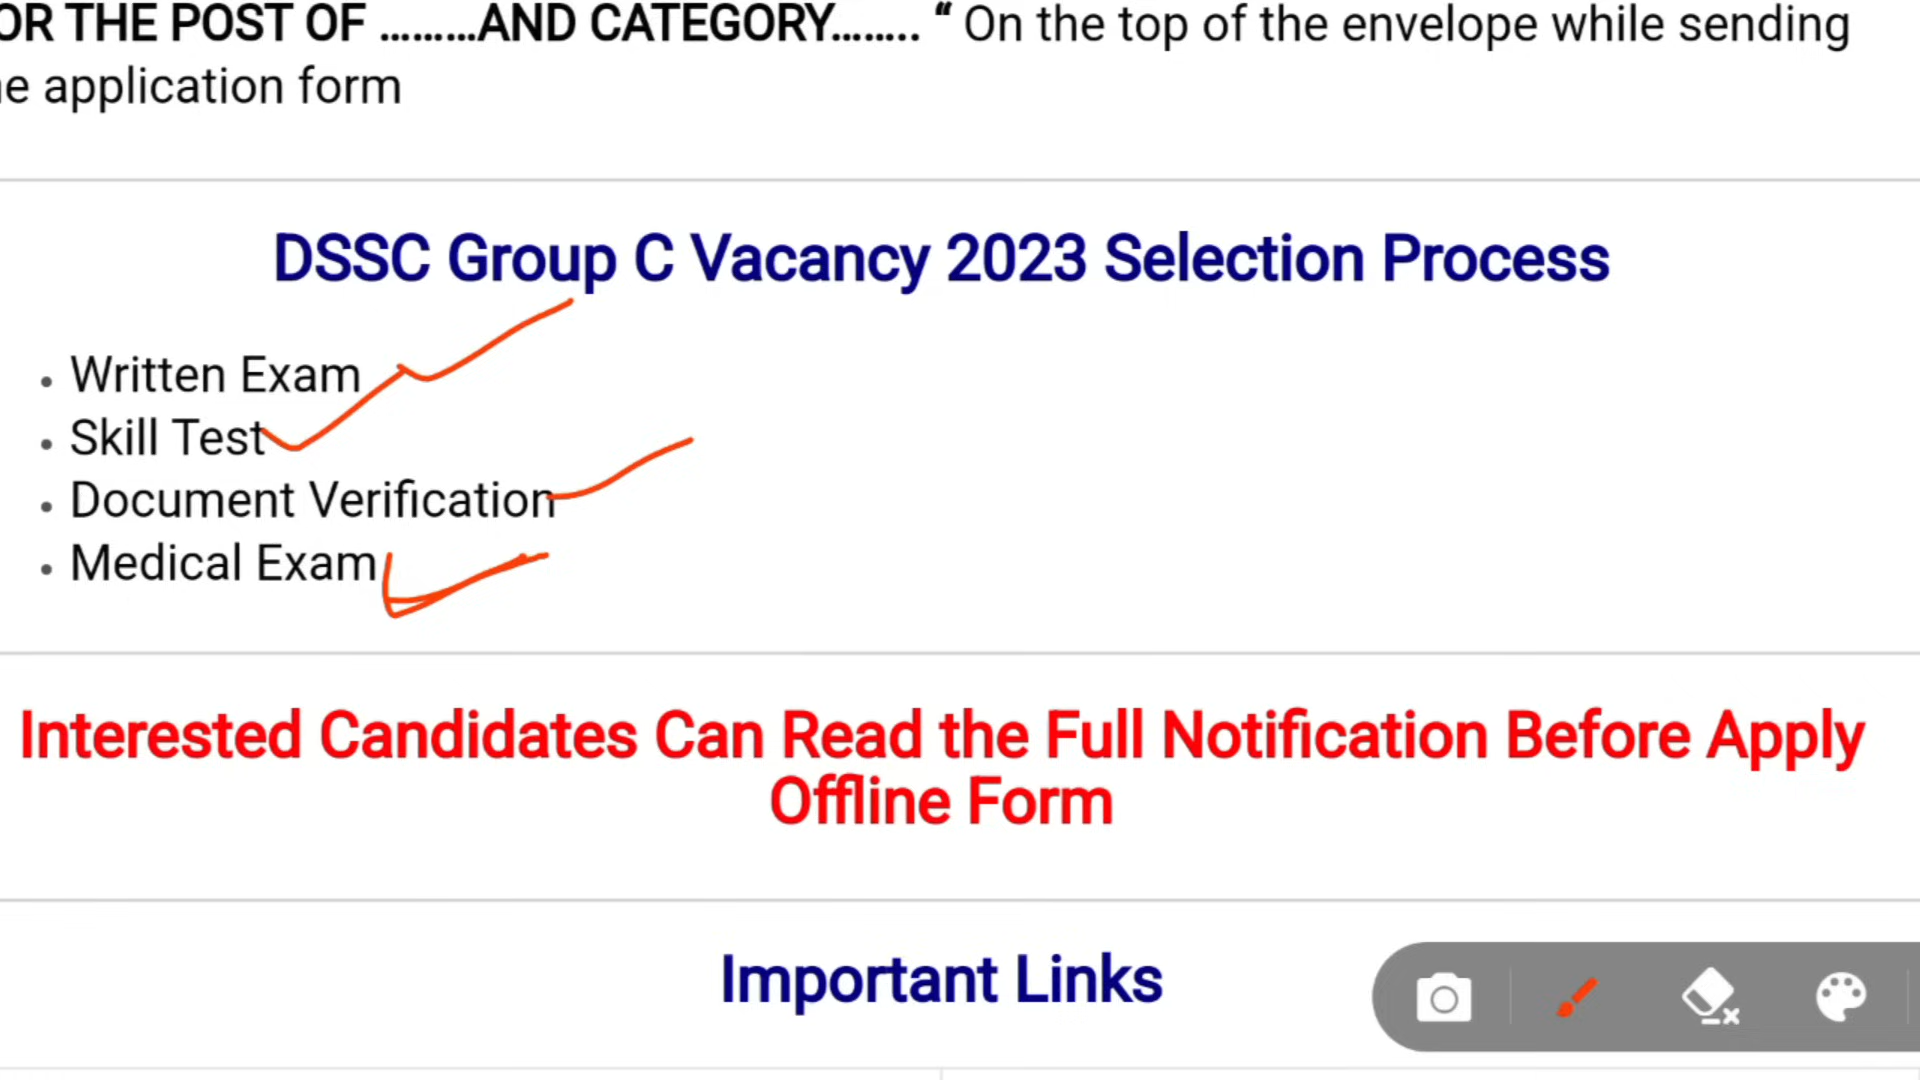 OR THE POST OF ………AND CATEGORY…….. “ On the top of the envelope while sending
e application form
DSSC Group C Vacancy 2023 Selection Process
• Written Exam
• Skill Test
• Document Verification
• Medical Exam
Interested Candidates Can Read the Full Notification Before Apply
Offline Form
Important Links